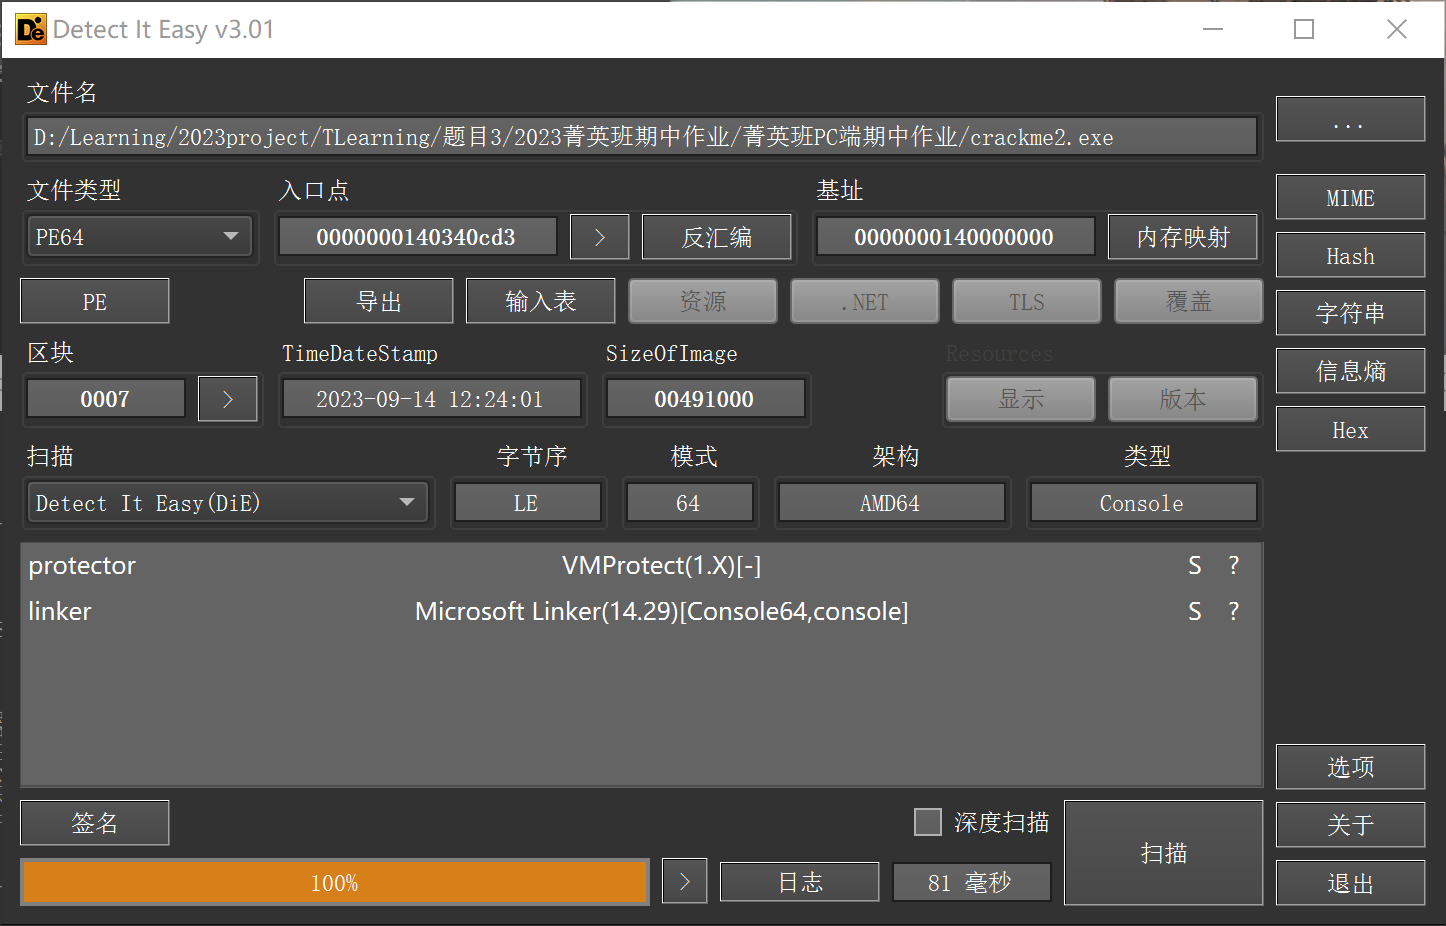 Detect It Easy v3.01
文件名
D:/Learning/2023project/TLearning/题目3/2023菁英班期中作业/菁英班PC端期中作业/crackme2.exe
...
文件类型 入口点 基址
MIME
PE64 0000000140340cd3 > 反汇编 0000000140000000 内存映射
Hash
PE 导出 输入表 资源 .NET TLS 覆盖
字符串
区块 TimeDateStamp SizeOfImage Resources
信息熵
0007 > 2023-09-14 12:24:01 00491000 显示 版本
Hex
扫描 字节序 模式 架构 类型
Detect It Easy(DiE) LE 64 AMD64 Console
protector VMProtect(1.X)[-] S ?
linker Microsoft Linker(14.29)[Console64,console] S ?
选项
签名 深度扫描 扫描
关于
100% > 日志 81 毫秒
退出